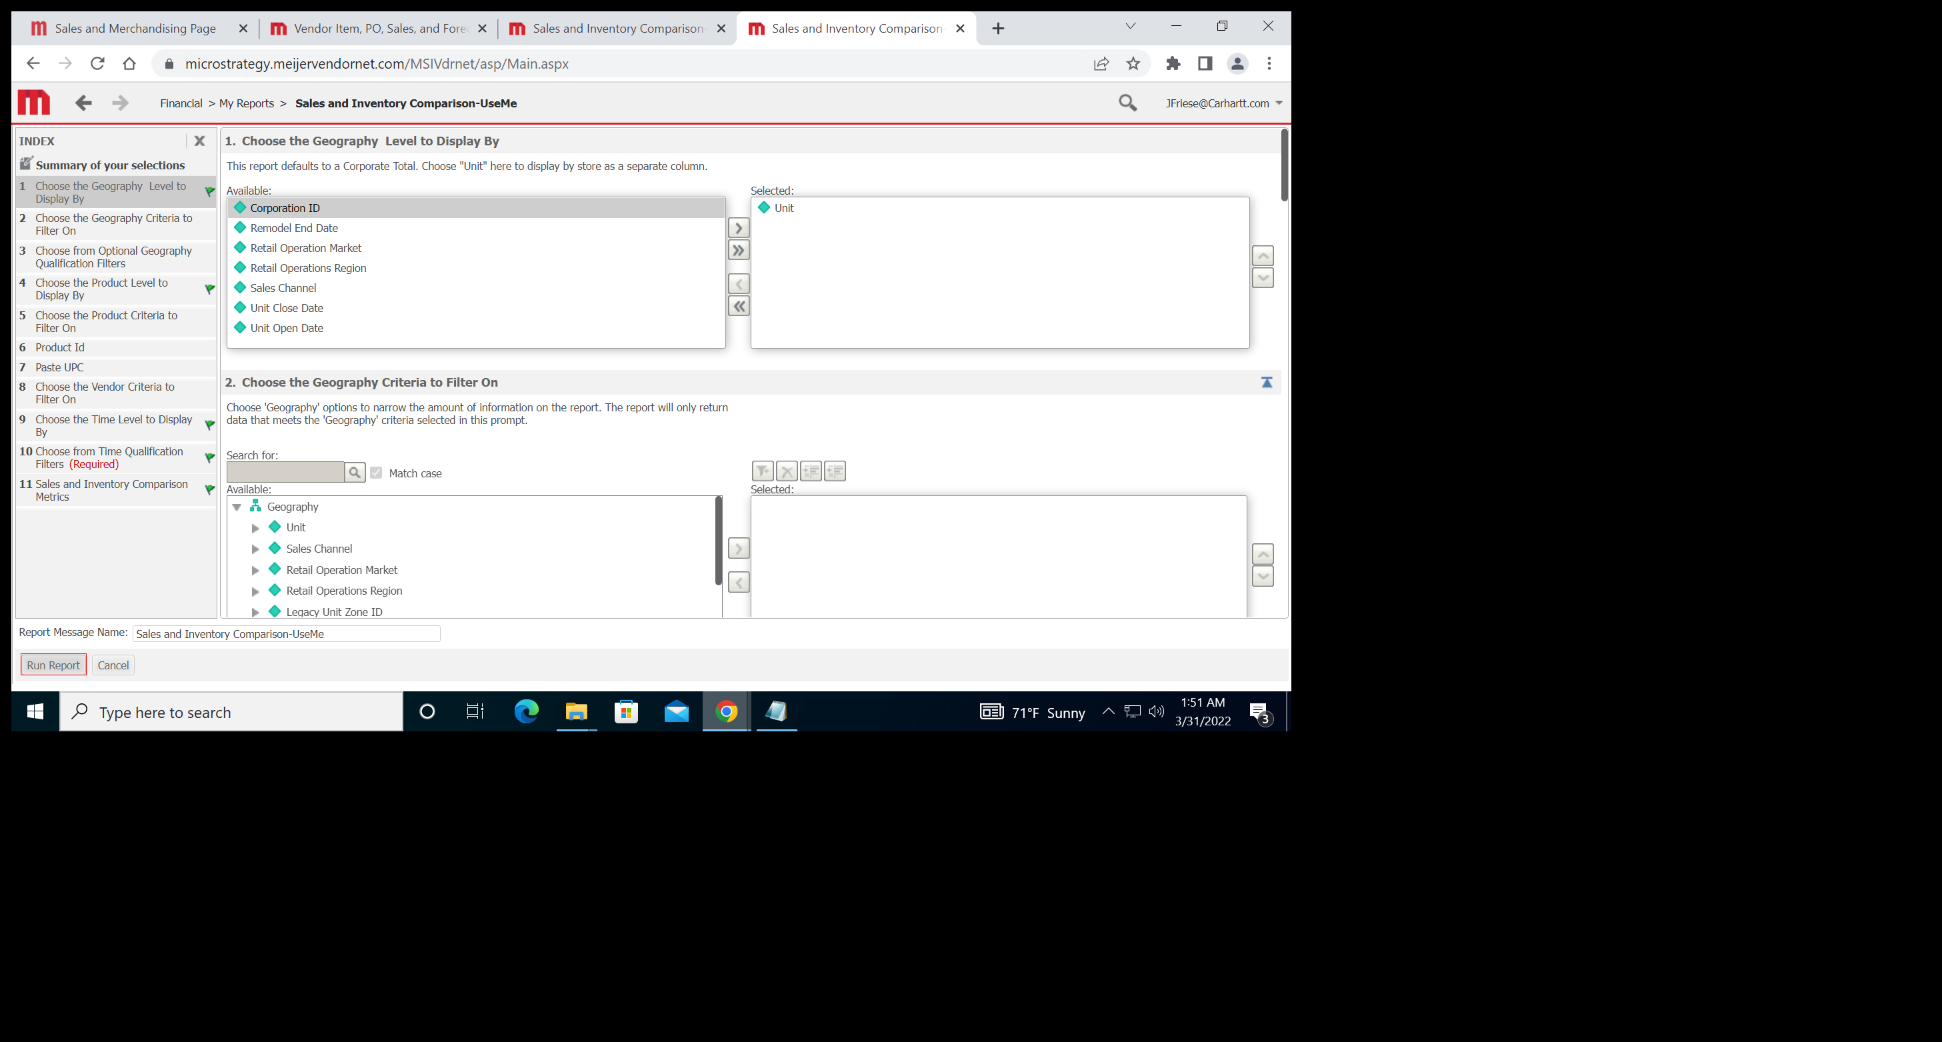 Sales and Merchandising Page
Vendor Item, PO, Sales, and Fore
Sales and Inventory Comparison
Sales and Inventory Comparison
microstrategy.meijervendornet.com/MSIVdrnet/asp/Main.aspx
Financial > My Reports > Sales and Inventory Comparison-UseMe
JFriese@Carhartt.com
INDEX
Summary of your selections
1 Choose the Geography Level to
Display By
2 Choose the Geography Criteria to
Filter On
3 Choose from Optional Geography
Qualification Filters
4 Choose the Product Level to
Display By
5 Choose the Product Criteria to
Filter On
6 Product Id
7 Paste UPC
8 Choose the Vendor Criteria to
Filter On
9 Choose the Time Level to Display
By
10 Choose from Time Qualification
Filters (Required)
11 Sales and Inventory Comparison
Metrics
1. Choose the Geography Level to Display By
This report defaults to a Corporate Total. Choose "Unit" here to display by store as a separate column.
Available:
Corporation ID
Remodel End Date
Retail Operation Market
Retail Operations Region
Sales Channel
Unit Close Date
Unit Open Date
Selected:
Unit
2. Choose the Geography Criteria to Filter On
Choose 'Geography' options to narrow the amount of information on the report. The report will only return
data that meets the 'Geography' criteria selected in this prompt.
Search for:
Match case
Available:
Geography
Unit
Sales Channel
Retail Operation Market
Retail Operations Region
Legacy Unit Zone ID
Selected:
Report Message Name: Sales and Inventory Comparison-UseMe
Run Report
Cancel
Type here to search
71°F Sunny
1:51 AM
3/31/2022
3